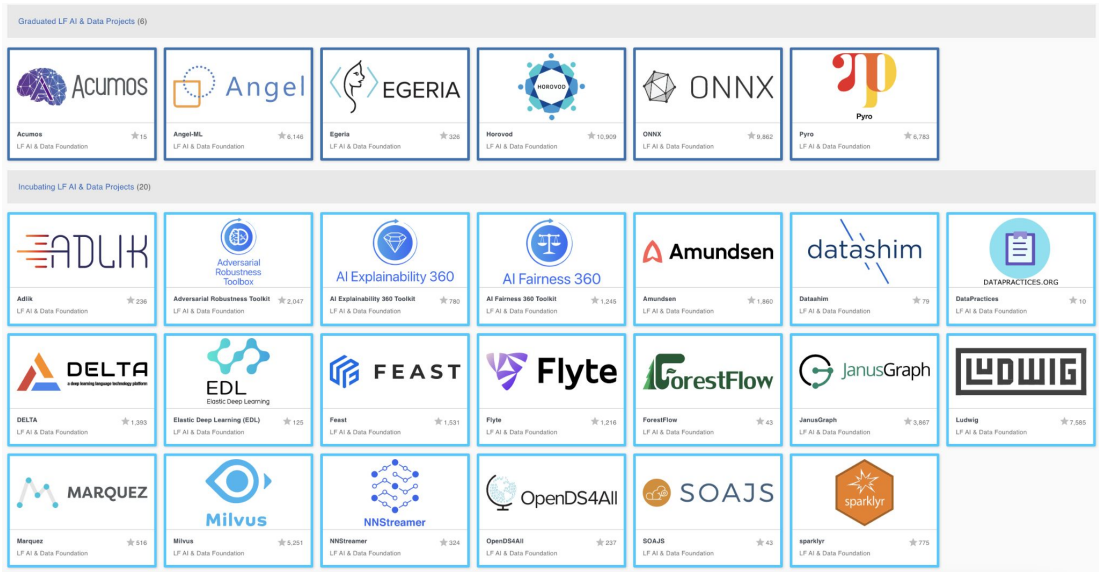 Graduated LF AI & Data Projects (6)
Acumos
Angel
EGERIA
HOROVOD
ONNX
Pyro
Acumos 15
LF AI & Data Foundation
Angel-ML 6,146
LF AI & Data Foundation
Egeria 326
LF AI & Data Foundation
Horovod 10,909
LF AI & Data Foundation
ONNX 9,862
LF AI & Data Foundation
Pyro 6,783
LF AI & Data Foundation
Incubating LF AI & Data Projects (20)
ADLIK
Adversarial
Robustness
Toolbox
AI Explainability 360
AI Fairness 360
Amundsen
datashim
DATAPRACTICES.ORG
Adlik 236
LF AI & Data Foundation
Adversarial Robustness Toolkit 2,047
LF AI & Data Foundation
AI Explainability 360 Toolkit 780
LF AI & Data Foundation
AI Fairness 360 Toolkit 1,245
LF AI & Data Foundation
Amundsen 1,860
LF AI & Data Foundation
Datashim 79
LF AI & Data Foundation
DataPractices 10
LF AI & Data Foundation
DELTA
a deep learning language technology platform
EDL
Elastic Deep Learning
FEAST
Flyte
ForestFlow
JanusGraph
LUDWIG
DELTA 1,393
LF AI & Data Foundation
Elastic Deep Learning (EDL) 125
LF AI & Data Foundation
Feast 1,531
LF AI & Data Foundation
Flyte 1,216
LF AI & Data Foundation
ForestFlow 43
LF AI & Data Foundation
JanusGraph 3,867
LF AI & Data Foundation
Ludwig 7,585
LF AI & Data Foundation
MARQUEZ
Milvus
NNStreamer
OpenDS4All
SOAJS
sparklyr
Marquez 516
LF AI & Data Foundation
Milvus 5,251
LF AI & Data Foundation
NNStreamer 324
LF AI & Data Foundation
OpenDS4All 237
LF AI & Data Foundation
SOAJS 43
LF AI & Data Foundation
sparklyr 775
LF AI & Data Foundation